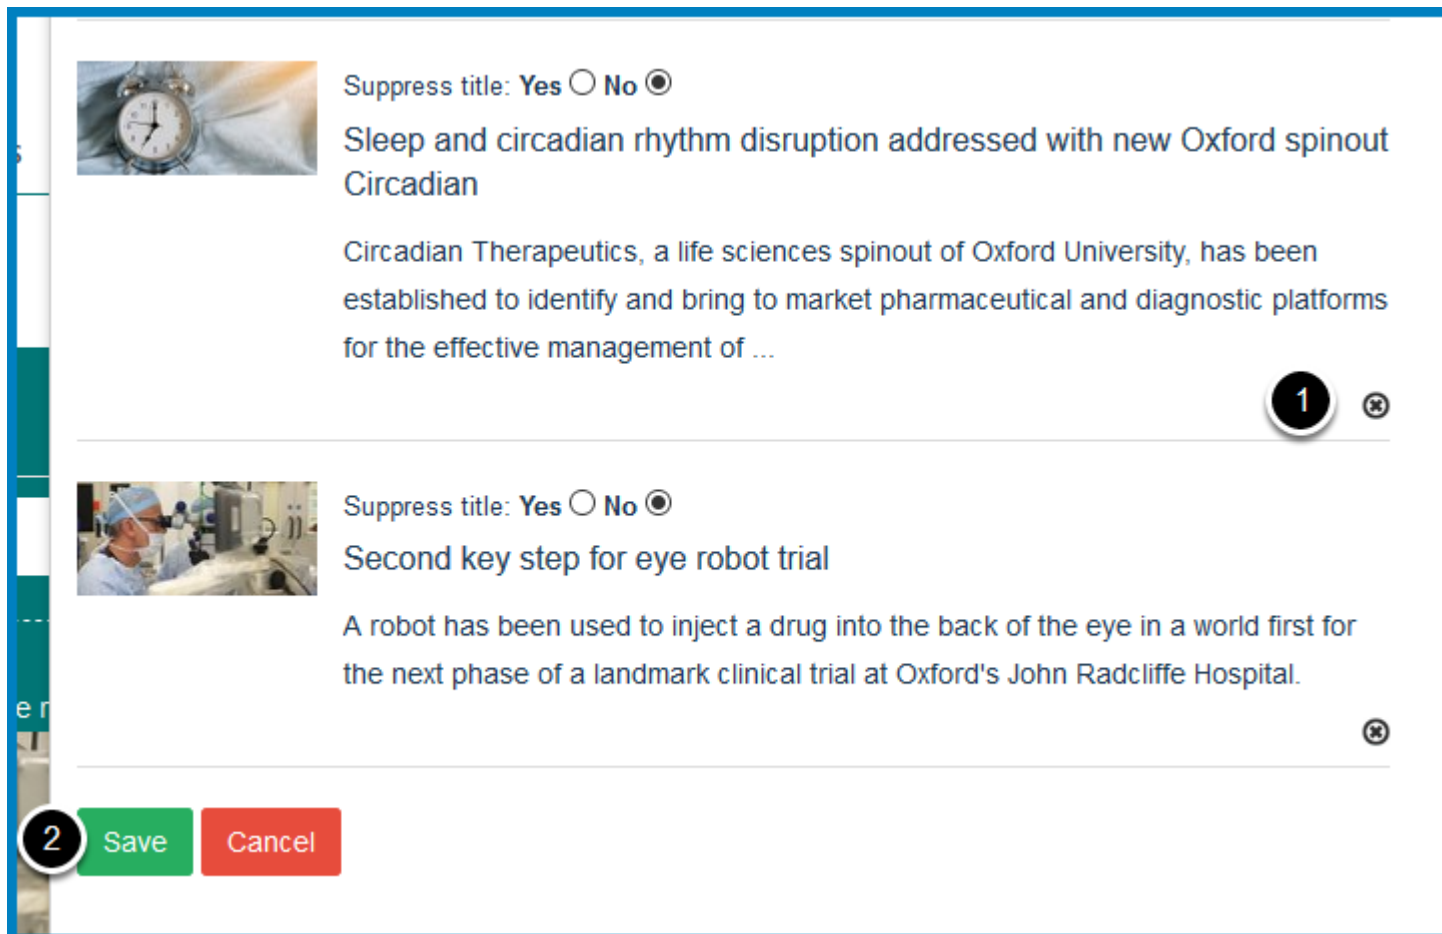 Suppress title: Yes No
Sleep and circadian rhythm disruption addressed with new Oxford spinout
Circadian
Circadian Therapeutics, a life sciences spinout of Oxford University, has been
established to identify and bring to market pharmaceutical and diagnostic platforms
for the effective management of ...
1
Suppress title: Yes No
Second key step for eye robot trial
A robot has been used to inject a drug into the back of the eye in a world first for
the next phase of a landmark clinical trial at Oxford's John Radcliffe Hospital.
2
Save Cancel